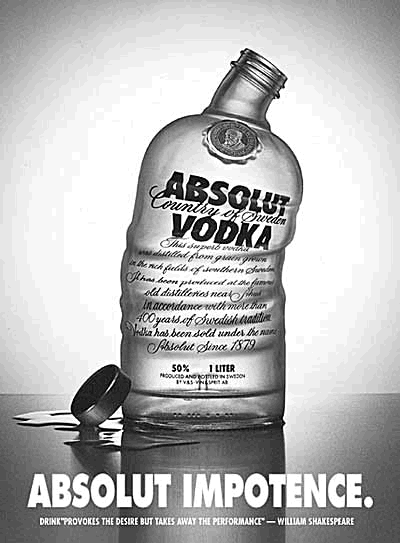 ABSOLUT
Country of Sweden
VODKA
This superb vodka
was distilled from grain grown
in the rich fields of southern Sweden
It has been produced at the famous
old distilleries near Åhus
in accordance with more than
400 years of Swedish tradition
Vodka has been sold under the name
Absolut Since 1879
50% 1 LITER
PRODUCED AND BOTTLED IN SWEDEN
BY V&S VIN & SPRIT AB
ABSOLUT IMPOTENCE.
DRINK "PROVOKES THE DESIRE BUT TAKES AWAY THE PERFORMANCE" — WILLIAM SHAKESPEARE